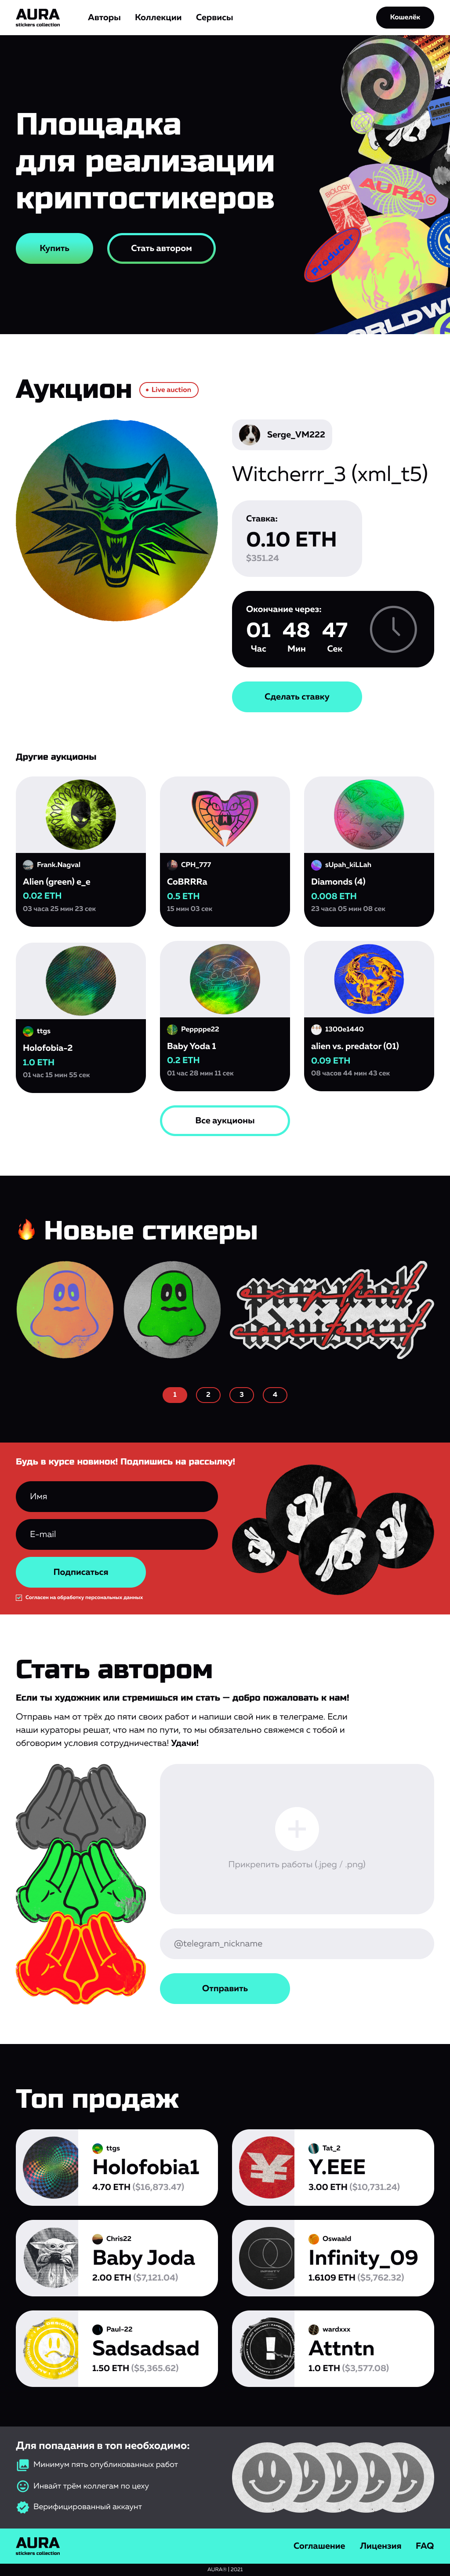 AURA
stickers collection
Авторы Коллекции Сервисы
Кошелёк
Площадка
для реализации
криптостикеров
Купить
Стать автором
BIOLOGY
AURA®
Producer
Аукцион
Live auction
Serge_VM222
Witcherrr_3 (xml_t5)
Ставка:
0.10 ETH
$351.24
Окончание через:
01 48 47
Час Мин Сек
Сделать ставку
Другие аукционы
Frank.Nagval
Alien (green) e_e
0.02 ETH
03 часа 25 мин 23 сек
CPH_777
CoBRRRa
0.5 ETH
15 мин 03 сек
sUpah_kiLLah
Diamonds (4)
0.008 ETH
23 часа 05 мин 08 сек
ttgs
Holofobia-2
1.0 ETH
01 час 15 мин 55 сек
Peppppe22
Baby Yoda 1
0.2 ETH
01 час 28 мин 11 сек
1300e1440
alien vs. predator (01)
0.09 ETH
08 часов 44 мин 43 сек
Все аукционы
Новые стикеры
1 2 3 4
Будь в курсе новинок! Подпишись на рассылку!
Имя
E-mail
Подписаться
Согласен на обработку персональных данных
Стать автором
Если ты художник или стремишься им стать — добро пожаловать к нам!
Отправь нам от трёх до пяти своих работ и напиши свой ник в телеграме. Если
наши кураторы решат, что нам по пути, то мы обязательно свяжемся с тобой и
обговорим условия сотрудничества! Удачи!
Прикрепить работы (.jpeg / .png)
@telegram_nickname
Отправить
Топ продаж
ttgs
Holofobia1
4.70 ETH ($16,873.47)
Tat_2
Y.EEE
3.00 ETH ($10,731.24)
Chris22
Baby Joda
2.00 ETH ($7,121.04)
Oswaald
Infinity_09
1.6109 ETH ($5,762.32)
Paul-22
Sadsadsad
1.50 ETH ($5,365.62)
wardxxx
Attntn
1.0 ETH ($3,577.08)
Для попадания в топ необходимо:
Минимум пять опубликованных работ
Инвайт трём коллегам по цеху
Верифицированный аккаунт
AURA
stickers collection
Соглашение Лицензия FAQ
AURA® | 2021